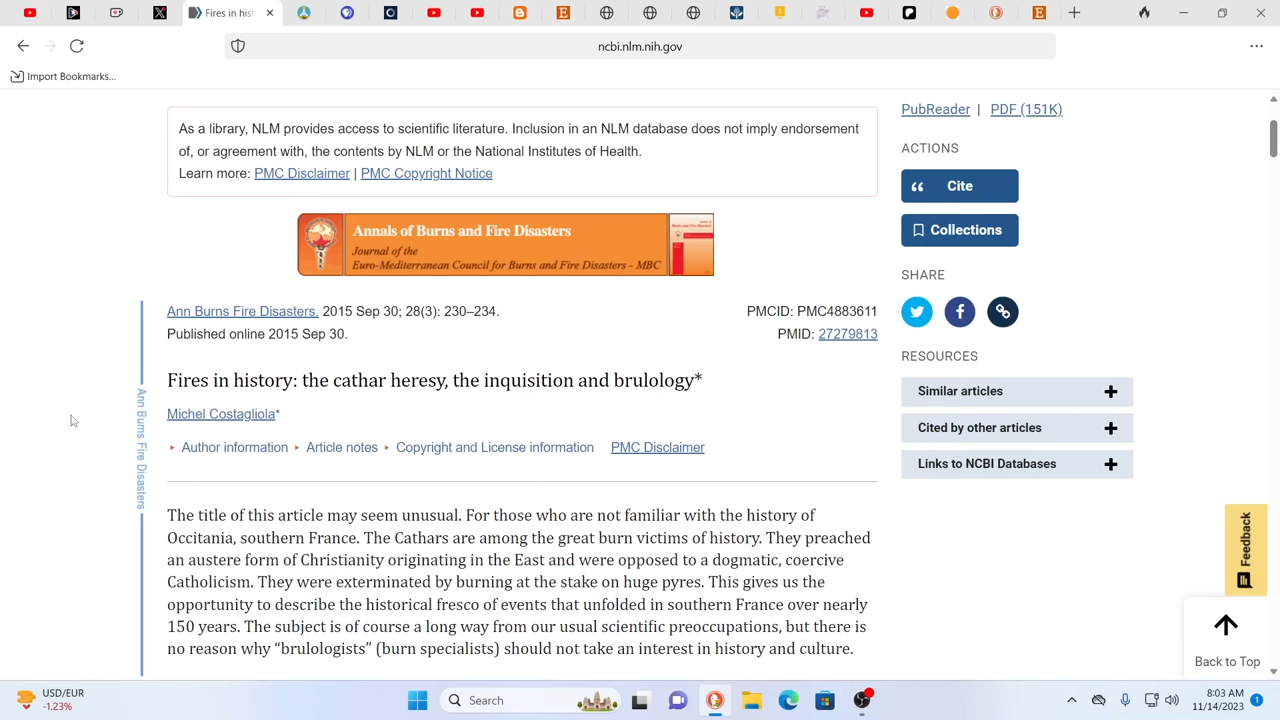 Fires in hist
ncbi.nlm.nih.gov
Import Bookmarks...
As a library, NLM provides access to scientific literature. Inclusion in an NLM database does not imply endorsement
of, or agreement with, the contents by NLM or the National Institutes of Health.
Learn more: PMC Disclaimer | PMC Copyright Notice
Annals of Burns and Fire Disasters
Journal of the
Euro-Mediterranean Council for Burns and Fire Disasters - MBC
Ann Burns Fire Disasters. 2015 Sep 30; 28(3): 230–234.
PMCID: PMC4883611
Published online 2015 Sep 30.
PMID: 27279813
Fires in history: the cathar heresy, the inquisition and brulology*
Michel Costagliola*
Author information Article notes Copyright and License information PMC Disclaimer
Ann Burns Fire Disasters
The title of this article may seem unusual. For those who are not familiar with the history of
Occitania, southern France. The Cathars are among the great burn victims of history. They preached
an austere form of Christianity originating in the East and were opposed to a dogmatic, coercive
Catholicism. They were exterminated by burning at the stake on huge pyres. This gives us the
opportunity to describe the historical fresco of events that unfolded in southern France over nearly
150 years. The subject is of course a long way from our usual scientific preoccupations, but there is
no reason why “brulologists” (burn specialists) should not take an interest in history and culture.
PubReader | PDF (151K)
ACTIONS
Cite
Collections
SHARE
RESOURCES
Similar articles
Cited by other articles
Links to NCBI Databases
Feedback
Back to Top
USD/EUR
-1.23%
Search
8:03 AM
11/14/2023
1